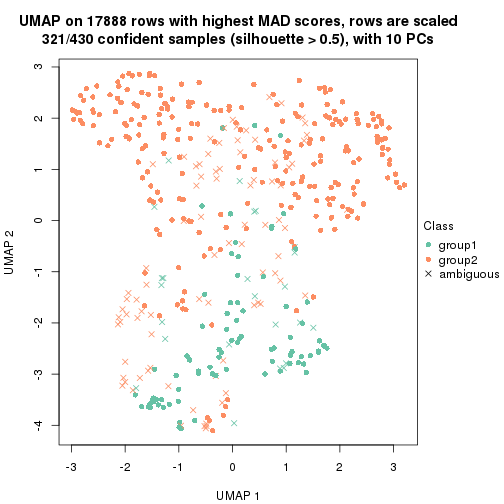 UMAP on 17888 rows with highest MAD scores, rows are scaled
321/430 confident samples (silhouette > 0.5), with 10 PCs
3
2
1
0
-1
-2
-3
-4
UMAP 2
-3 -2 -1 0 1 2 3
UMAP 1
Class
group1
group2
ambiguous